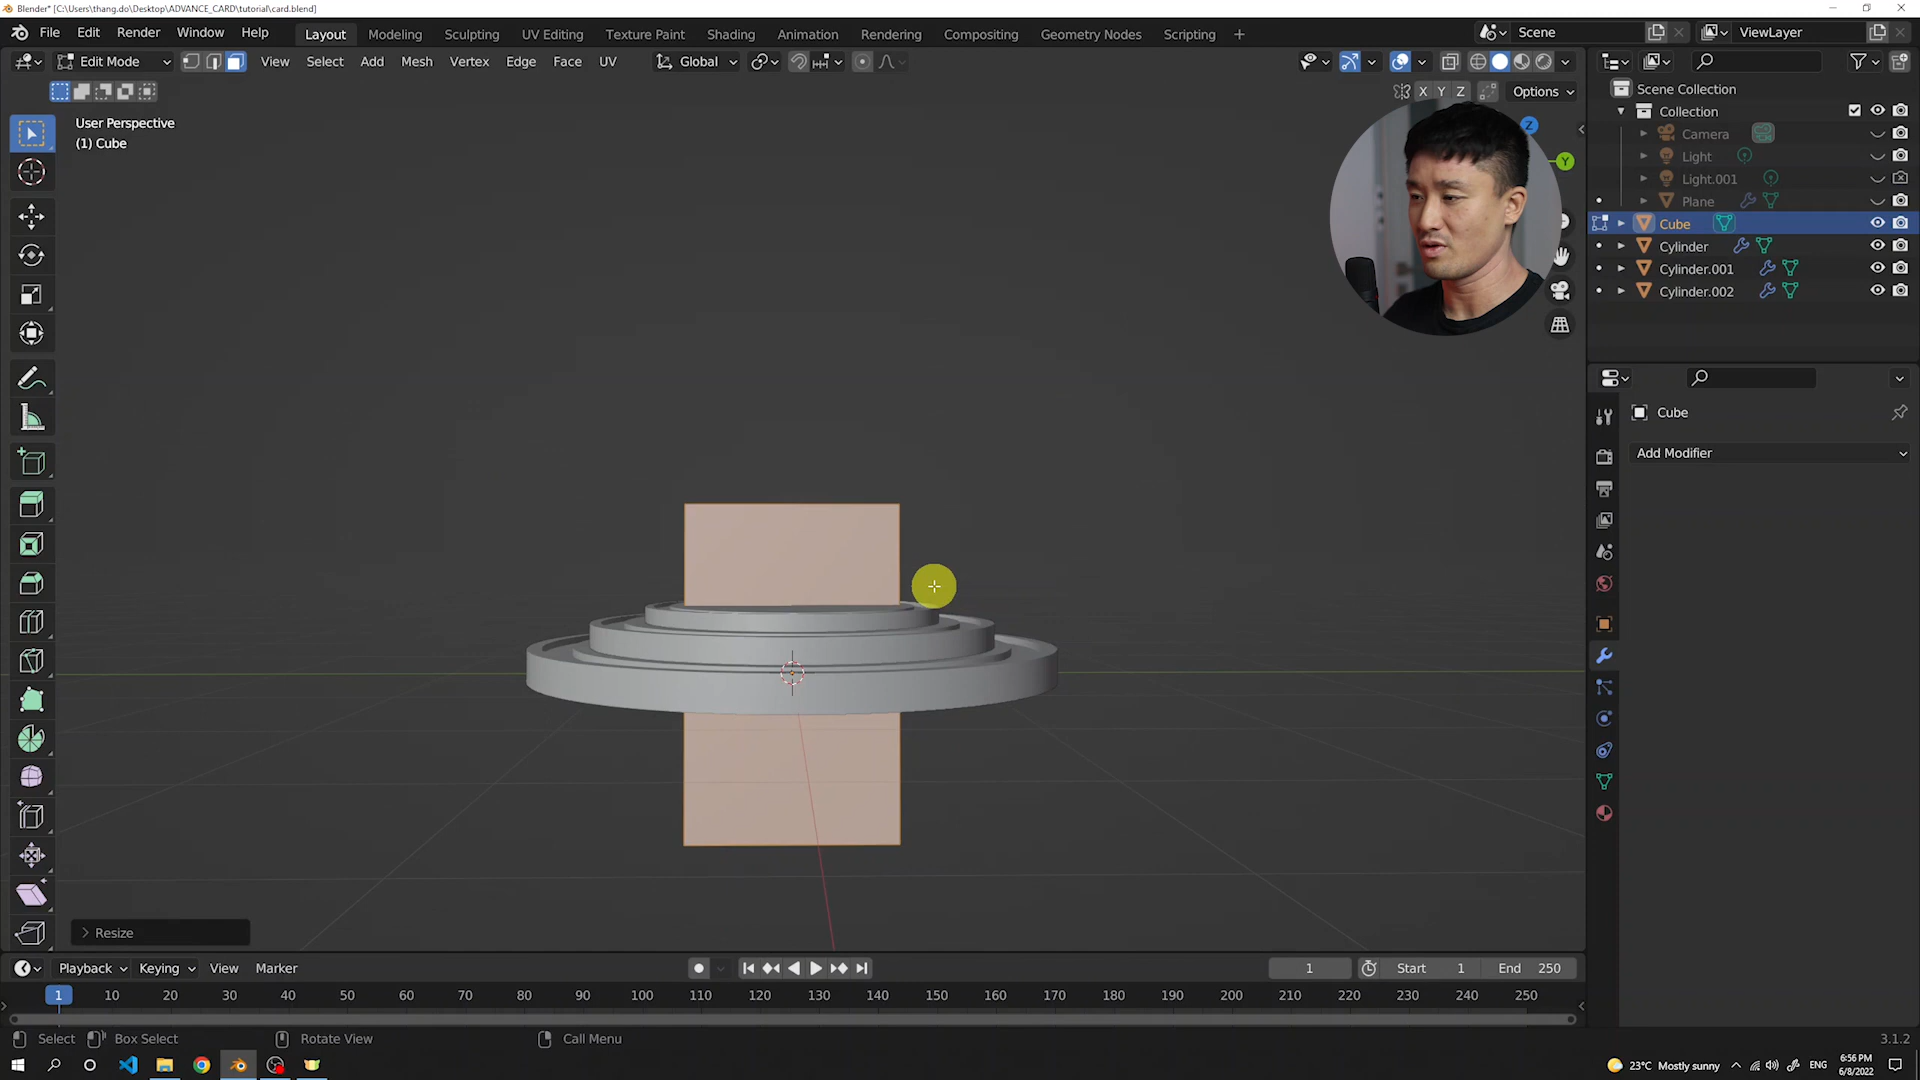 Blender* [C:\Users\thang.do\Desktop\ADVANCE_CARD\tutorial\card.blend]
File Edit Render Window Help Layout Modeling Sculpting UV Editing Texture Paint Shading Animation Rendering Compositing Geometry Nodes Scripting + Scene ViewLayer
Edit Mode View Select Add Mesh Vertex Edge Face UV Global
X Y Z Options
User Perspective
(1) Cube
Z
Y
Scene Collection
Collection
Camera
Light
Light.001
Plane
Cube
Cylinder
Cylinder.001
Cylinder.002
Cube
Add Modifier
Resize
Playback Keying View Marker 1 Start 1 End 250
1 10 20 30 40 50 60 70 80 90 100 110 120 130 140 150 160 170 180 190 200 210 220 230 240 250
Select Box Select Rotate View Call Menu 3.1.2
23°C Mostly sunny ENG 6:56 PM
6/8/2022